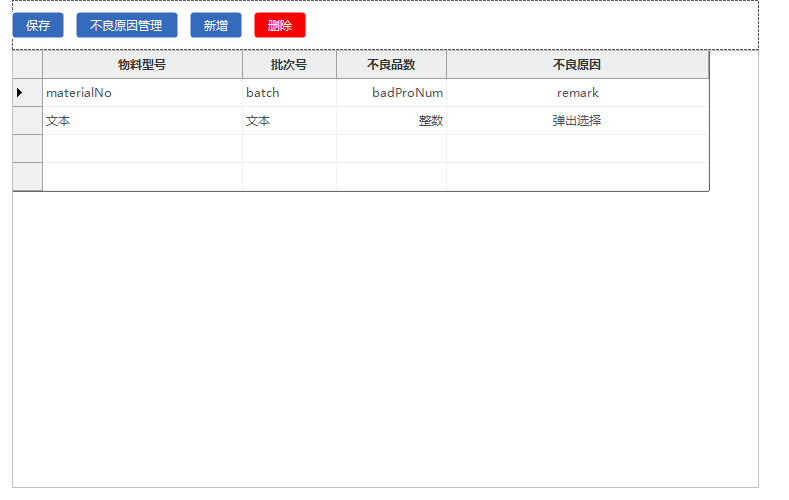 保存 不良原因管理 新增 删除
物料型号 批次号 不良品数 不良原因
materialNo batch badProNum remark
文本 文本 整数 弹出选择